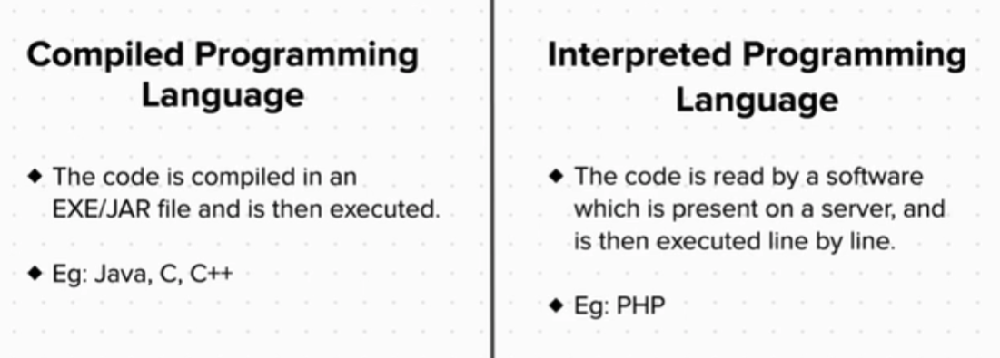 Compiled Programming
Language
◆ The code is compiled in an
EXE/JAR file and is then executed.
◆ Eg: Java, C, C++
Interpreted Programming
Language
◆ The code is read by a software
which is present on a server, and
is then executed line by line.
◆ Eg: PHP